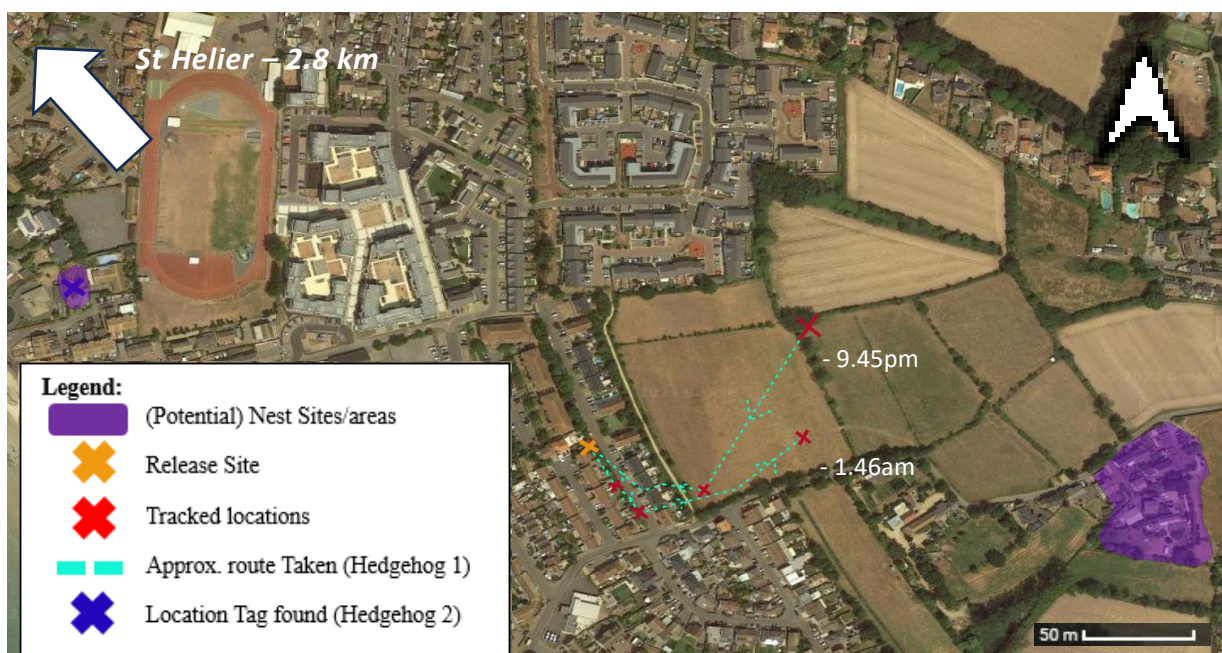 St Helier – 2.8 km
- 9.45pm
- 1.46am
Legend:
(Potential) Nest Sites/areas
Release Site
Tracked locations
Approx. route Taken (Hedgehog 1)
Location Tag found (Hedgehog 2)
50 m